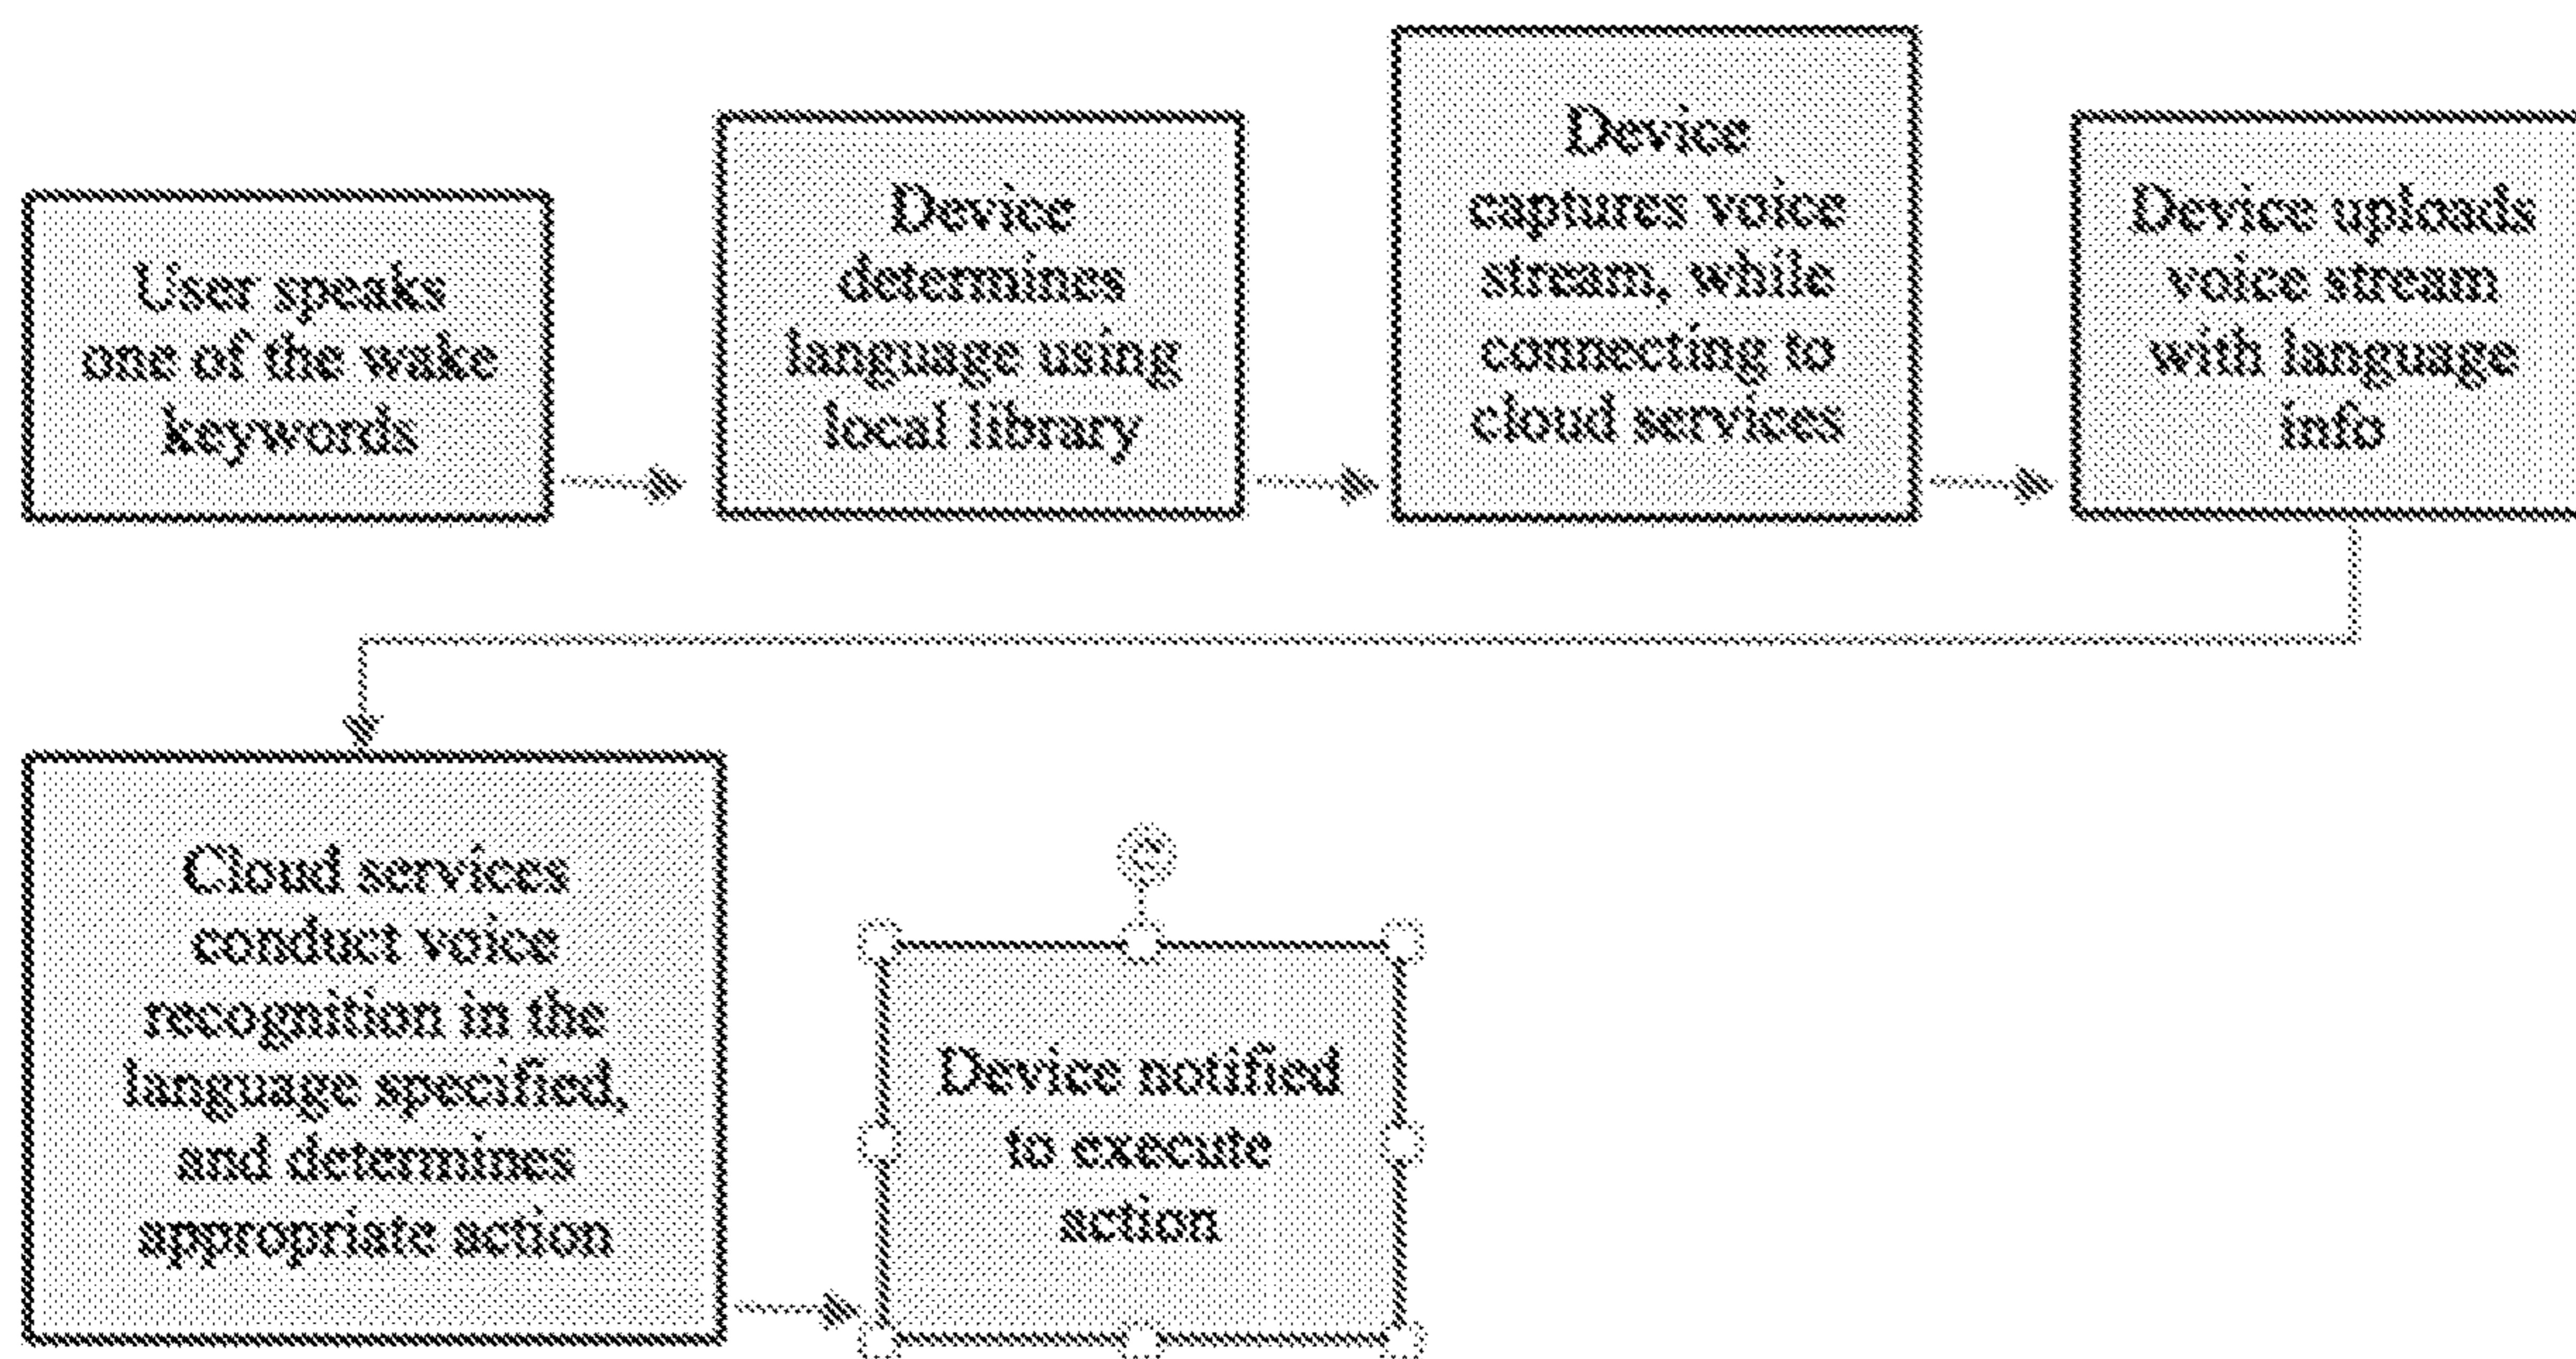 User speaks
one of the wake
keywords
Device
determines
language using
local library
Device
captures voice
stream, while
connecting to
cloud services
Device uploads
voice stream
with language
info
Cloud services
conduct voice
recognition in the
language specified,
and determines
appropriate action
Device notified
to execute
action